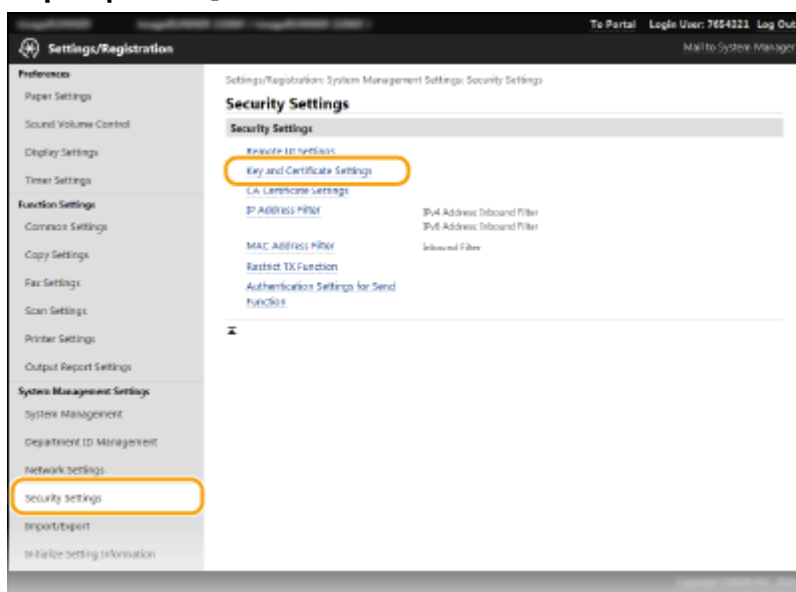 To Portal Login User: 7654321 Log Out
Settings/Registration
Mail to System Manager
Preferences
Paper Settings
Sound Volume Control
Display Settings
Timer Settings
Function Settings
Common Settings
Copy Settings
Fax Settings
Scan Settings
Printer Settings
Output Report Settings
System Management Settings
System Management
Department ID Management
Network Settings
Security Settings
Import/Export
Initialize Setting Information
Settings/Registration: System Management Settings: Security Settings
Security Settings
Security Settings
Remote UI Settings
Key and Certificate Settings
CA Certificate Settings
IP Address Filter
IPv4 Address: Inbound Filter
IPv6 Address: Inbound Filter
MAC Address Filter
Inbound Filter
Restrict TX Function
Authentication Settings for Send
Function